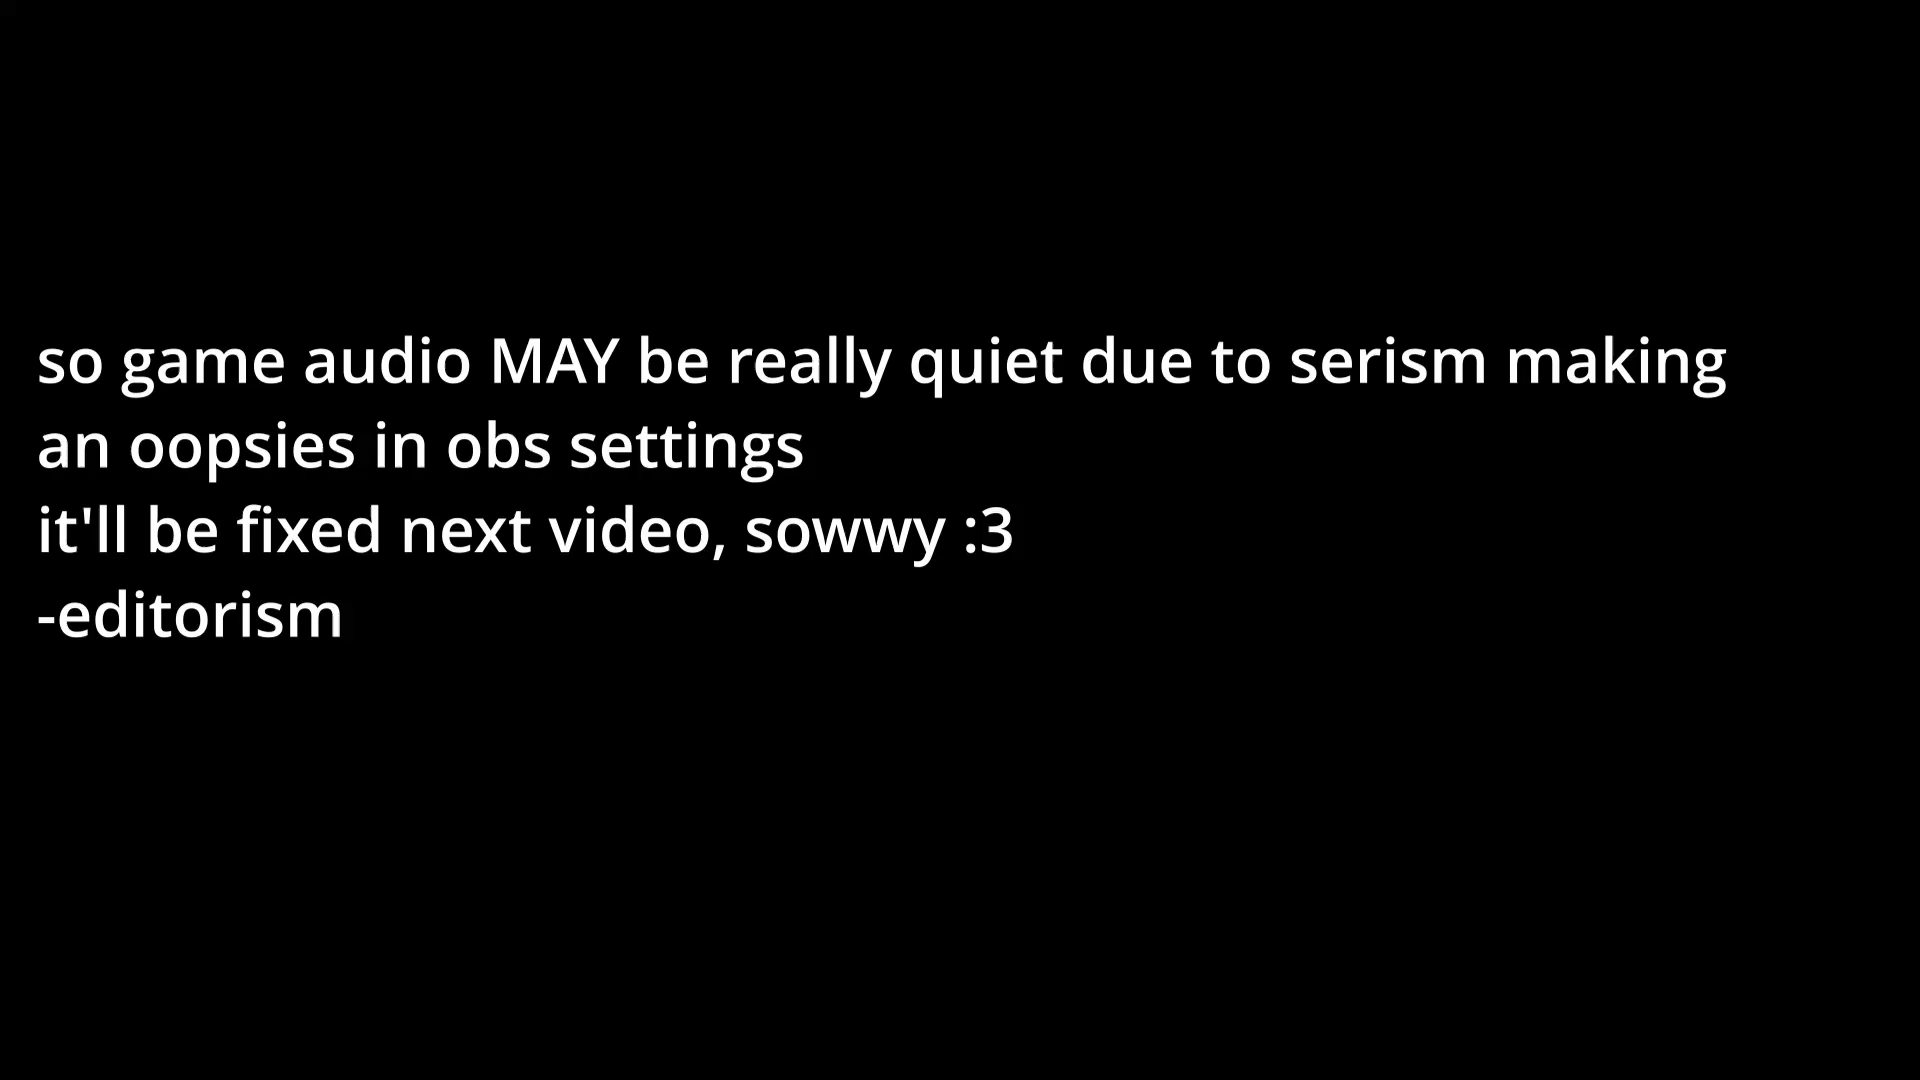 so game audio MAY be really quiet due to serism making
an oopsies in obs settings
it'll be fixed next video, sowwy :3
-editorism